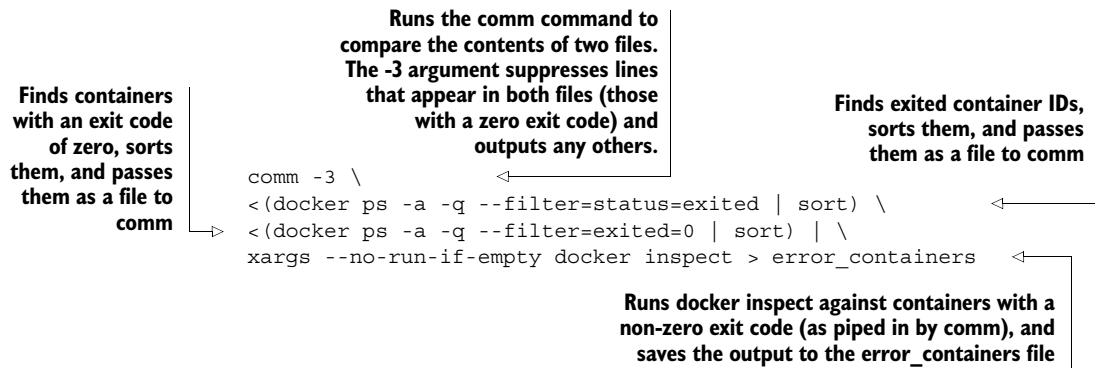 Runs the comm command to
compare the contents of two files.
The -3 argument suppresses lines
that appear in both files (those
with a zero exit code) and
outputs any others.
Finds containers
with an exit code
of zero, sorts
them, and passes
them as a file to
comm
Finds exited container IDs,
sorts them, and passes
them as a file to comm
comm -3 \
<(docker ps -a -q --filter=status=exited | sort) \
<(docker ps -a -q --filter=exited=0 | sort) | \
xargs --no-run-if-empty docker inspect > error_containers
Runs docker inspect against containers with a
non-zero exit code (as piped in by comm), and
saves the output to the error_containers file